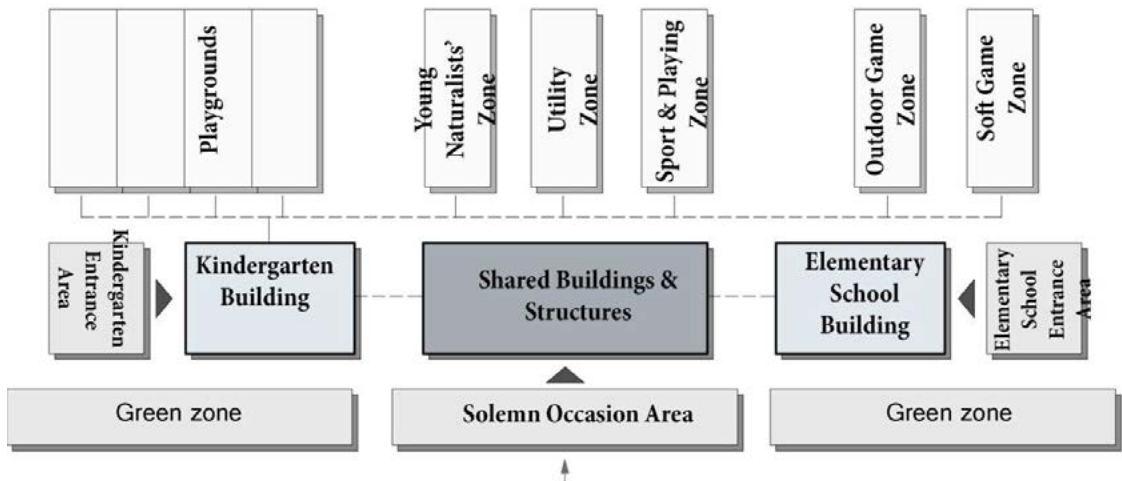 Playgrounds
Young
Naturalists’
Zone
Utility
Zone
Sport & Playing
Zone
Outdoor Game
Zone
Soft Game
Zone
Kindergarten
Entrance
Area
Kindergarten
Building
Shared Buildings &
Structures
Elementary
School
Building
Elementary
School
Entrance
Area
Green zone
Solemn Occasion Area
Green zone